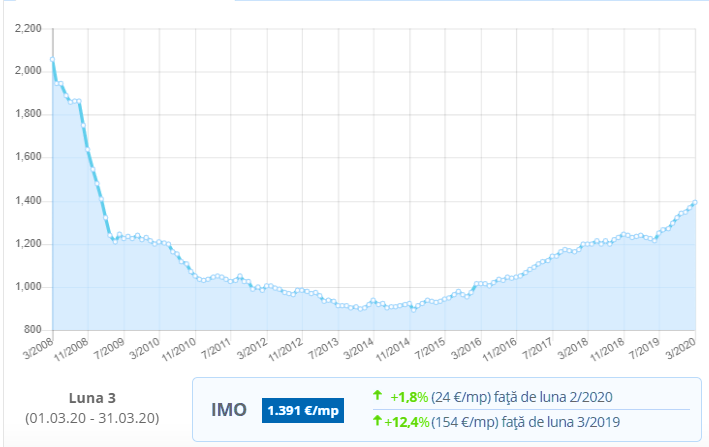 2,200
2,000
1,800
1,600
1,400
1,200
1,000
800
3/2008 11/2008 7/2009 3/2010 11/2010 7/2011 3/2012 11/2012 7/2013 3/2014 11/2014 7/2015 3/2016 11/2016 7/2017 3/2018 11/2018 7/2019 3/2020
Luna 3
(01.03.20 - 31.03.20)
IMO 1.391 €/mp
+1,8% (24 €/mp) faţă de luna 2/2020
+12,4% (154 €/mp) faţă de luna 3/2019